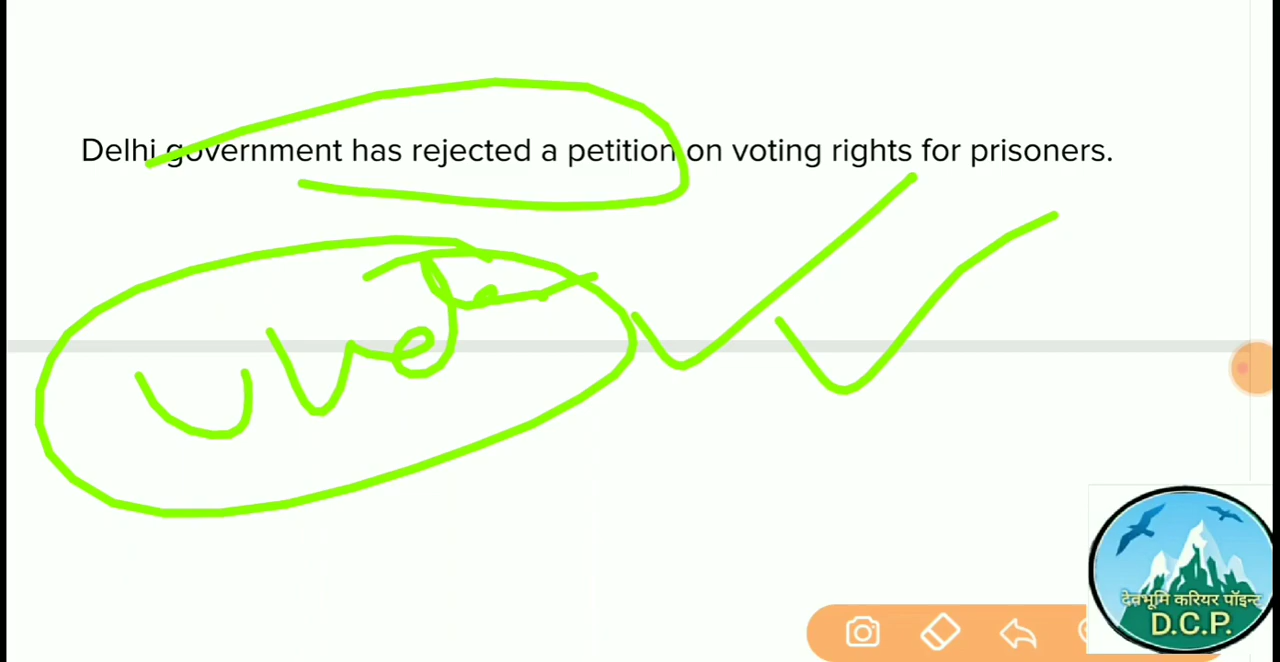 Delhi government has rejected a petition on voting rights for prisoners.
देवभूमि करियर पॉइन्ट
D.C.P.